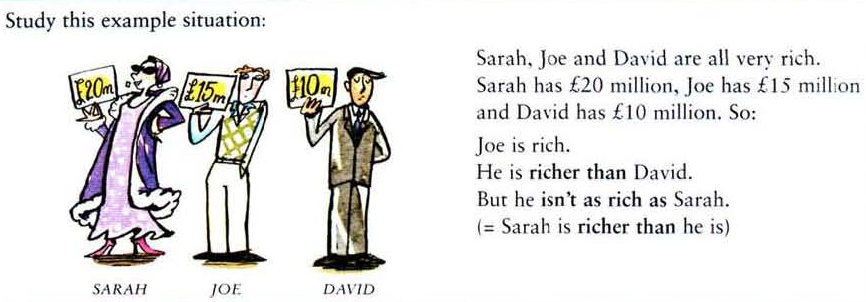 Study this example situation:
£20m
£15m
£10m
SARAH
JOE
DAVID
Sarah, Joe and David are all very rich.
Sarah has £20 million, Joe has £15 million
and David has £10 million. So:
Joe is rich.
He is richer than David.
But he isn't as rich as Sarah.
(= Sarah is richer than he is)